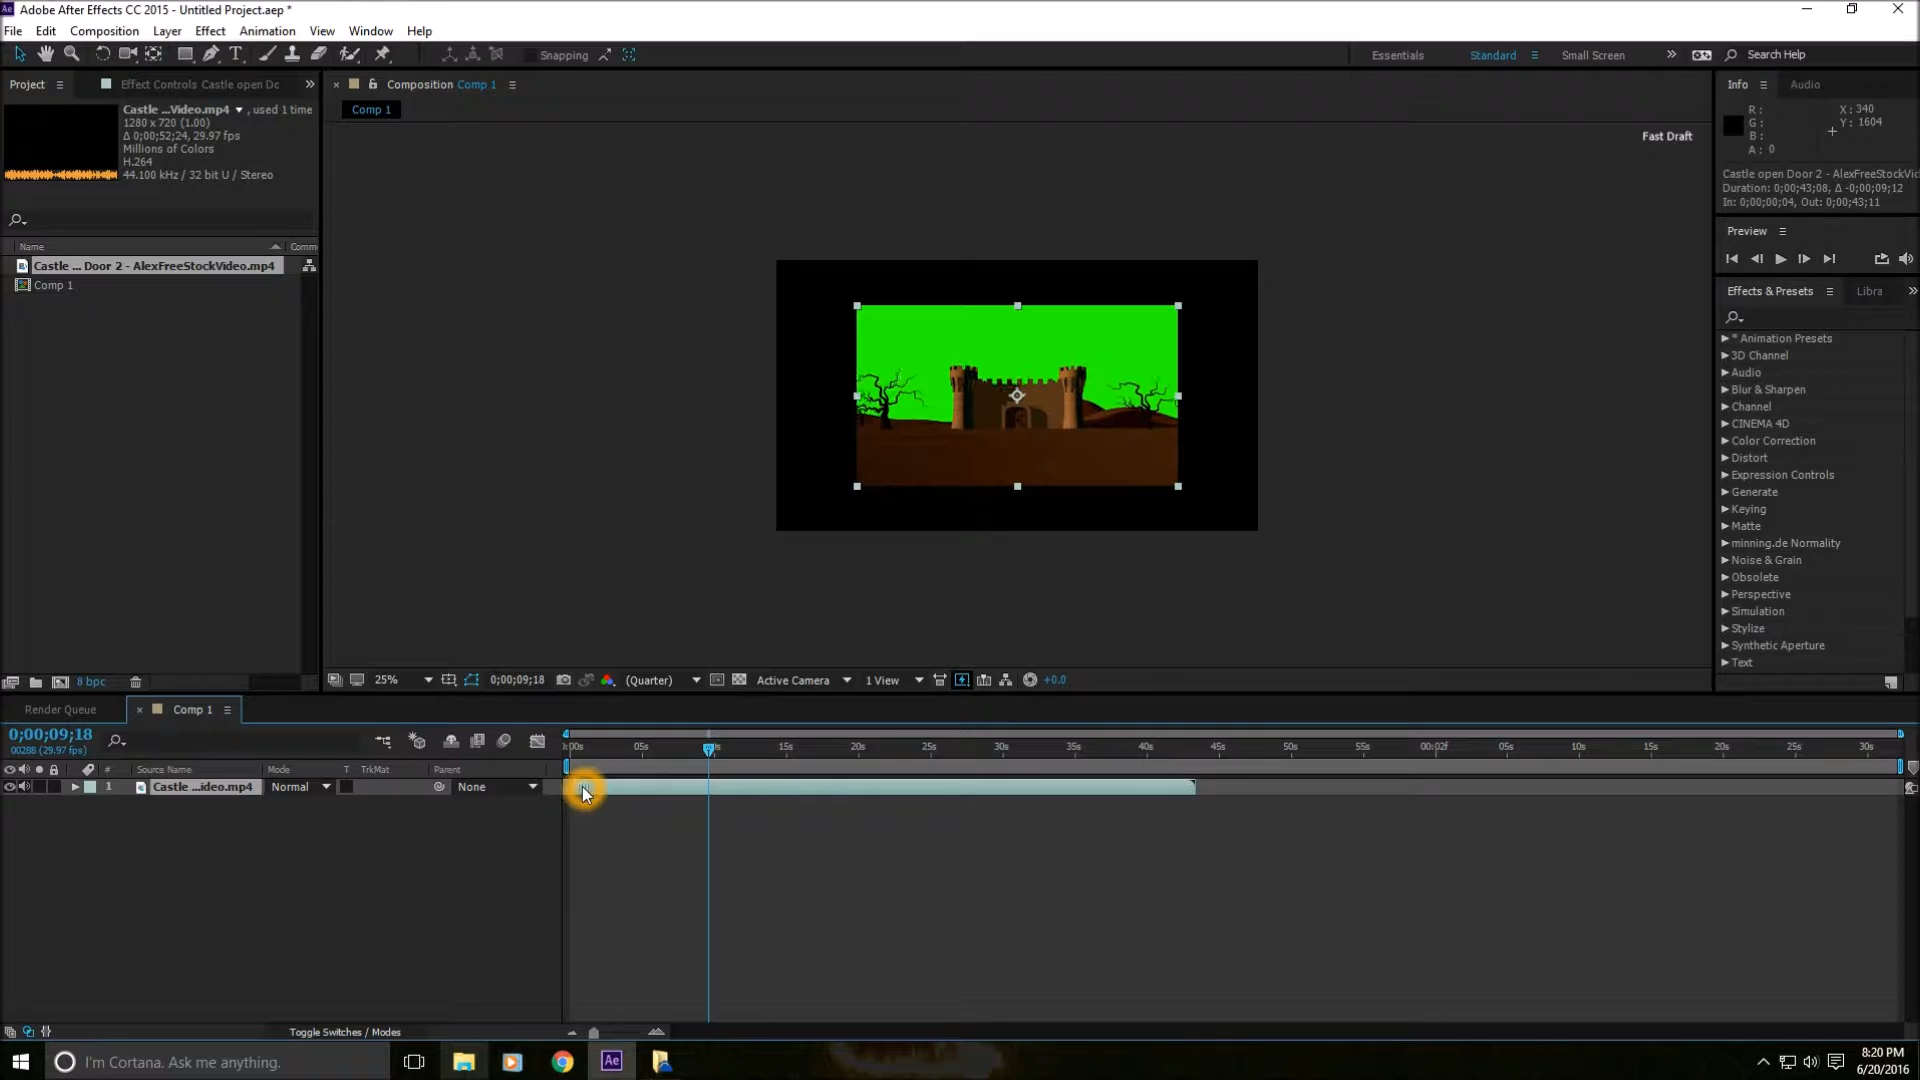 Ae Adobe After Effects CC 2015 - Untitled Project.aep *
File Edit Composition Layer Effect Animation View Window Help
T Snapping Essentials Standard Small Screen Search Help
Project Effect Controls Castle open Dc
Composition Comp 1
Info Audio
Comp 1
Castle ...Video.mp4 , used 1 time
1280 x 720 (1.00)
Δ 0;00;52;24, 29.97 fps
Millions of Colors
H.264
44.100 kHz / 32 bit U / Stereo
Fast Draft
R : X : 340
G : Y : 1604
B :
A : 0
Castle open Door 2 - AlexFreeStockVid
Duration: 0;00;43;08, Δ -0;00;09;12
In: 0;00;00;04, Out: 0;00;43;11
Preview
Name Comm
Castle ... Door 2 - AlexFreeStockVideo.mp4
Comp 1
Effects & Presets Libra
* Animation Presets
3D Channel
Audio
Blur & Sharpen
Channel
CINEMA 4D
Color Correction
Distort
Expression Controls
Generate
Keying
Matte
minning.de Normality
Noise & Grain
Obsolete
Perspective
Simulation
Stylize
Synthetic Aperture
Text
8 bpc
25% 0;00;09;18 (Quarter) Active Camera 1 View +0.0
Render Queue Comp 1
0;00;09;18
00288 (29.97 fps)
:00s 05s 15s 20s 25s 30s 35s 40s 45s 50s 55s 00:02f 05s 10s 15s 20s 25s 30s
# Source Name Mode T TrkMat Parent
1 Castle ...ideo.mp4 Normal None
Toggle Switches / Modes
I'm Cortana. Ask me anything. Ae
8:20 PM
6/20/2016